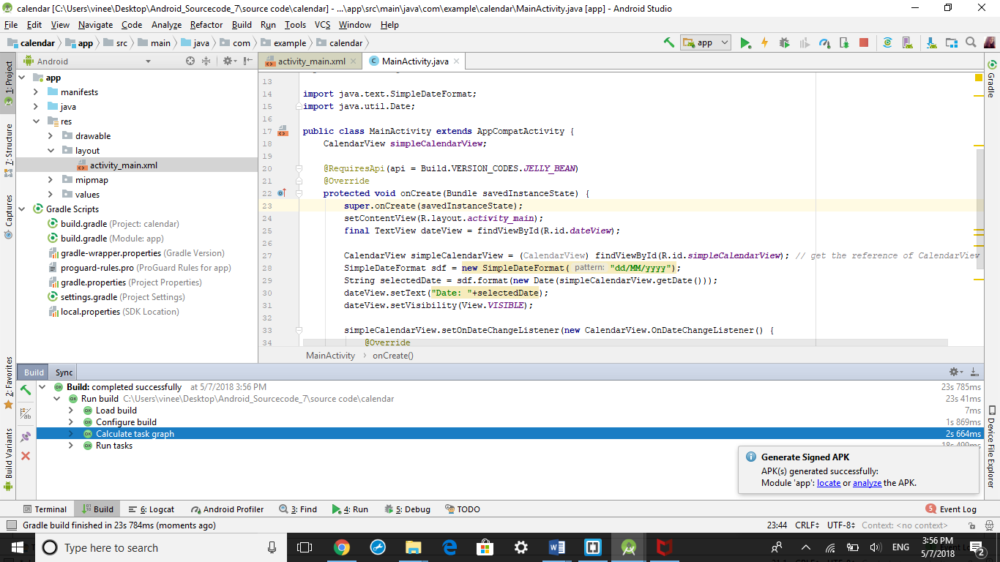 calendar [C:\Users\vinee\Desktop\Android_Sourcecode_7\source code\calendar] - ...\app\src\main\java\com\example\calendar\MainActivity.java [app] - Android Studio
File Edit View Navigate Code Analyze Refactor Build Run Tools VCS Window Help
calendar app src main java com example calendar app
Android activity_main.xml MainActivity.java
1: Project
7: Structure
Captures
2: Favorites
Build Variants
Gradle
Device File Explorer
app
manifests
java
res
drawable
layout
activity_main.xml
mipmap
values
Gradle Scripts
build.gradle (Project: calendar)
build.gradle (Module: app)
gradle-wrapper.properties (Gradle Version)
proguard-rules.pro (ProGuard Rules for app)
gradle.properties (Project Properties)
settings.gradle (Project Settings)
local.properties (SDK Location)
13
14 import java.text.SimpleDateFormat;
15 import java.util.Date;
16
17 public class MainActivity extends AppCompatActivity {
18 CalendarView simpleCalendarView;
19
20 @RequiresApi(api = Build.VERSION_CODES.JELLY_BEAN)
21 @Override
22 protected void onCreate(Bundle savedInstanceState) {
23 super.onCreate(savedInstanceState);
24 setContentView(R.layout.activity_main);
25 final TextView dateView = findViewById(R.id.dateView);
26
27 CalendarView simpleCalendarView = (CalendarView) findViewById(R.id.simpleCalendarView); // get the reference of CalendarView
28 SimpleDateFormat sdf = new SimpleDateFormat( pattern: "dd/MM/yyyy");
29 String selectedDate = sdf.format(new Date(simpleCalendarView.getDate()));
30 dateView.setText("Date: "+selectedDate);
31 dateView.setVisibility(View.VISIBLE);
32
33 simpleCalendarView.setOnDateChangeListener(new CalendarView.OnDateChangeListener() {
34 @Override
MainActivity onCreate()
Build Sync
Build: completed successfully at 5/7/2018 3:56 PM 23s 785ms
Run build C:\Users\vinee\Desktop\Android_Sourcecode_7\source code\calendar 23s 41ms
Load build 7ms
Configure build 1s 869ms
Calculate task graph 2s 664ms
Run tasks 18s 499ms
Generate Signed APK
APK(s) generated successfully:
Module 'app': locate or analyze the APK.
Terminal Build 6: Logcat Android Profiler 3: Find 4: Run 5: Debug TODO 5 Event Log
Gradle build finished in 23s 784ms (moments ago) 23:44 CRLF UTF-8 Context: <no context>
Type here to search ENG 3:56 PM
5/7/2018 2